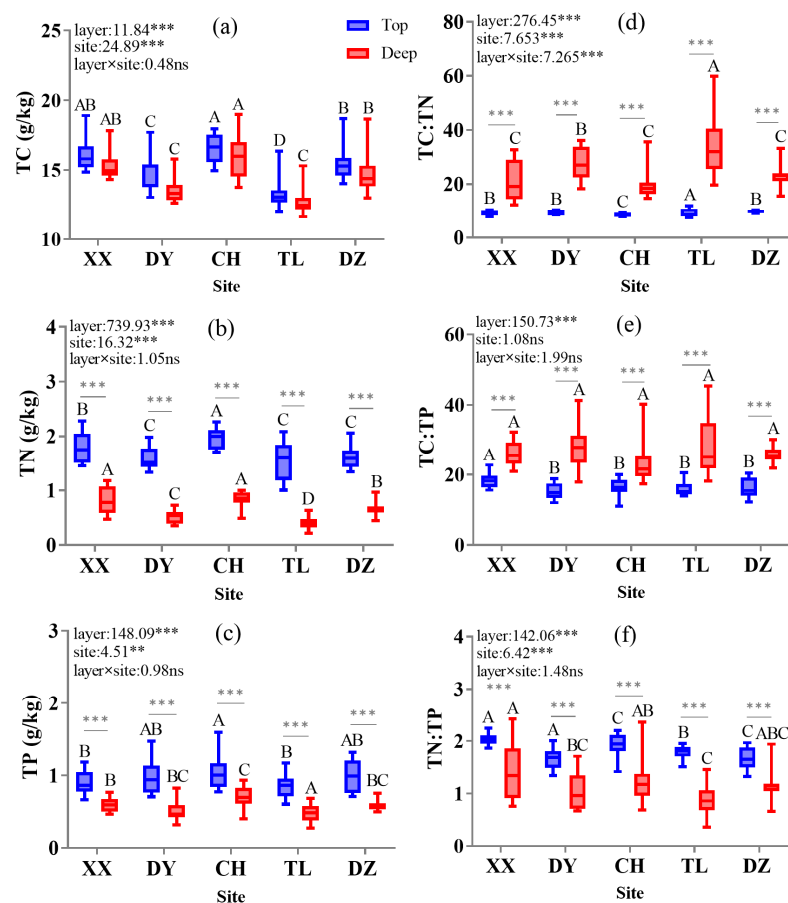 (a)
layer:11.84***
site:24.89***
layer×site:0.48ns
Top
Deep
TC (g/kg)
25
20
15
10
AB AB C C A A D C B B
XX DY CH TL DZ
Site
(d)
layer:276.45***
site:7.653***
layer×site:7.265***
TC:TN
80
60
40
20
0
*** *** *** *** ***
B C B B C C A A B C
XX DY CH TL DZ
Site
(b)
layer:739.93***
site:16.32***
layer×site:1.05ns
TN (g/kg)
4
3
2
1
0
*** *** *** *** ***
B A C C A A C D C B
XX DY CH TL DZ
Site
(e)
layer:150.73***
site:1.08ns
layer×site:1.99ns
TC:TP
60
40
20
0
*** *** *** *** ***
A A B A B A B A B A
XX DY CH TL DZ
Site
(c)
layer:148.09***
site:4.51**
layer×site:0.98ns
TP (g/kg)
3
2
1
0
*** *** *** *** ***
B B AB BC A C B A AB BC
XX DY CH TL DZ
Site
(f)
layer:142.06***
site:6.42***
layer×site:1.48ns
TN:TP
4
3
2
1
0
*** *** *** *** ***
A A B BC C AB B C C ABC
XX DY CH TL DZ
Site